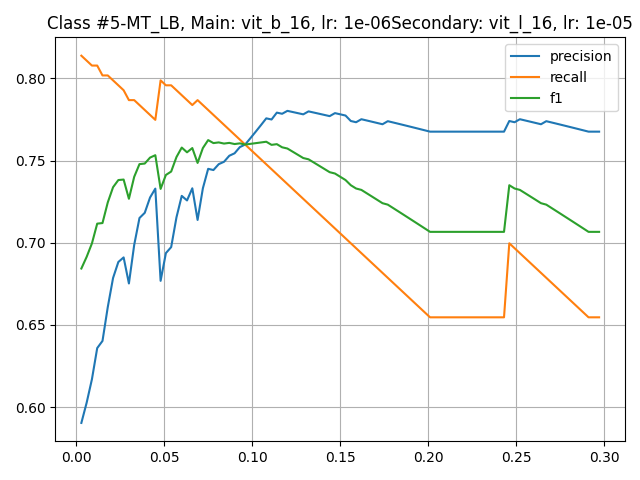 Class #5-MT_LB, Main: vit_b_16, lr: 1e-06Secondary: vit_l_16, lr: 1e-05
precision
recall
f1
0.80
0.75
0.70
0.65
0.60
0.00 0.05 0.10 0.15 0.20 0.25 0.30